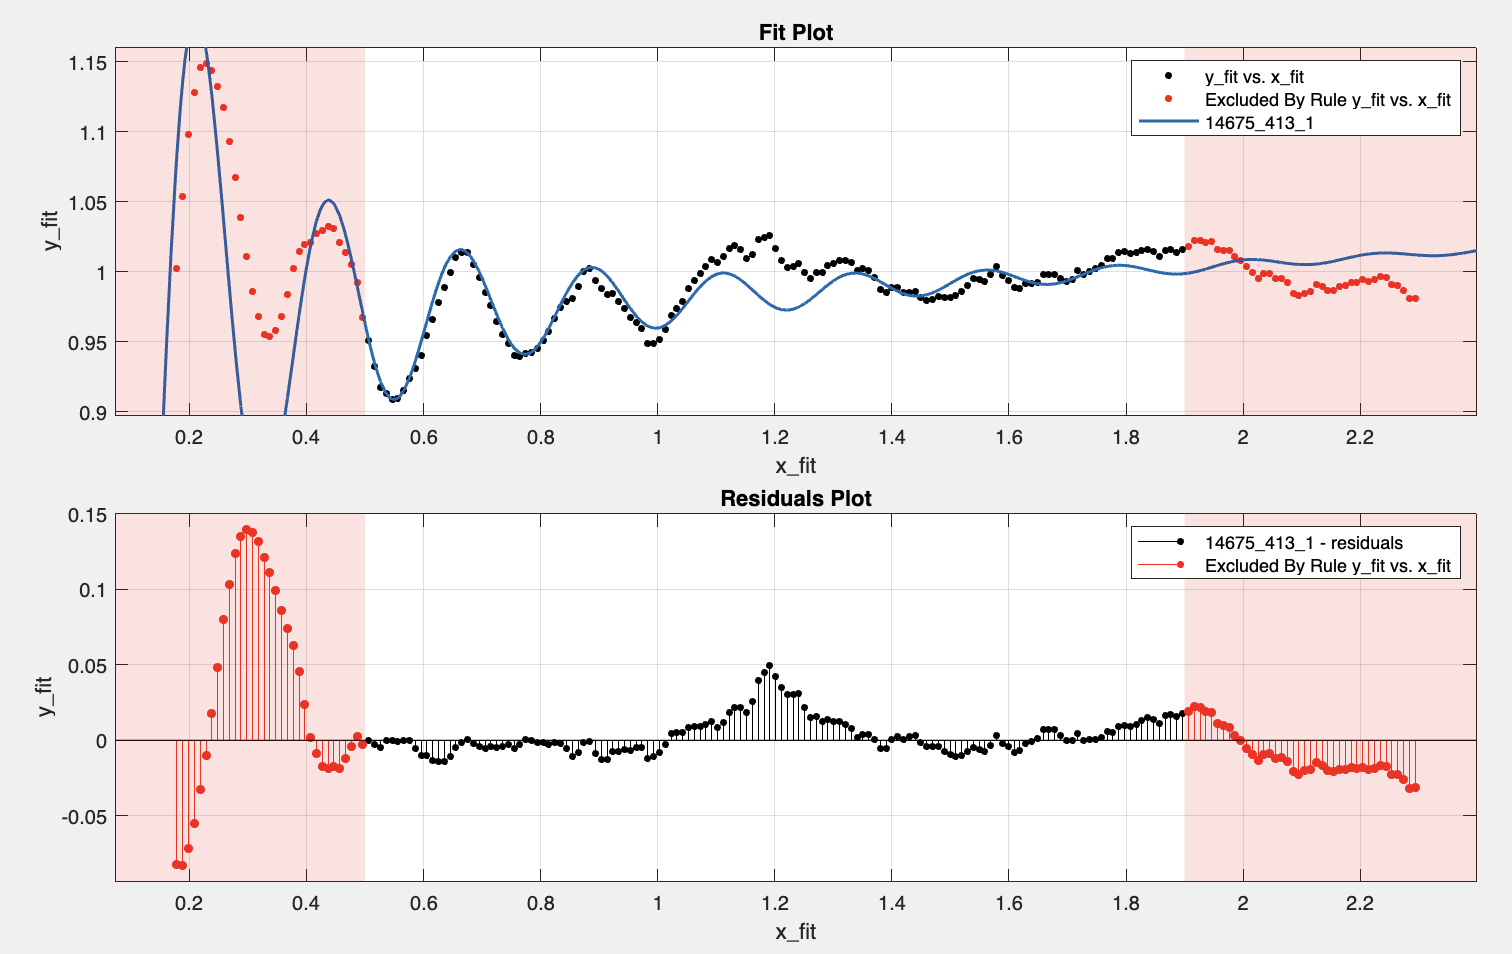 Fit Plot
1.15
1.1
1.05
1
0.95
0.9
y_fit
y_fit vs. x_fit
Excluded By Rule y_fit vs. x_fit
14675_413_1
0.2 0.4 0.6 0.8 1 1.2 1.4 1.6 1.8 2 2.2
x_fit
Residuals Plot
0.15
0.1
0.05
0
-0.05
y_fit
14675_413_1 - residuals
Excluded By Rule y_fit vs. x_fit
0.2 0.4 0.6 0.8 1 1.2 1.4 1.6 1.8 2 2.2
x_fit